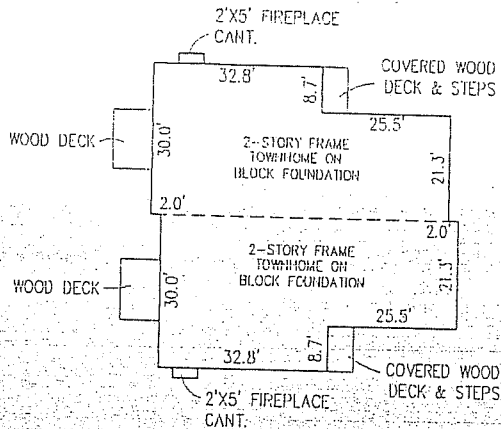 2'X5' FIREPLACE
CANT.
32.8'
8.7'
COVERED WOOD
DECK & STEPS
25.5'
WOOD DECK
30.0'
2-STORY FRAME
TOWNHOME ON
BLOCK FOUNDATION
21.3'
2.0'
2.0'
2-STORY FRAME
TOWNHOME ON
BLOCK FOUNDATION
WOOD DECK
30.0'
21.3'
25.5'
32.8'
8.7'
COVERED WOOD
DECK & STEPS
2'X5' FIREPLACE
CANT.